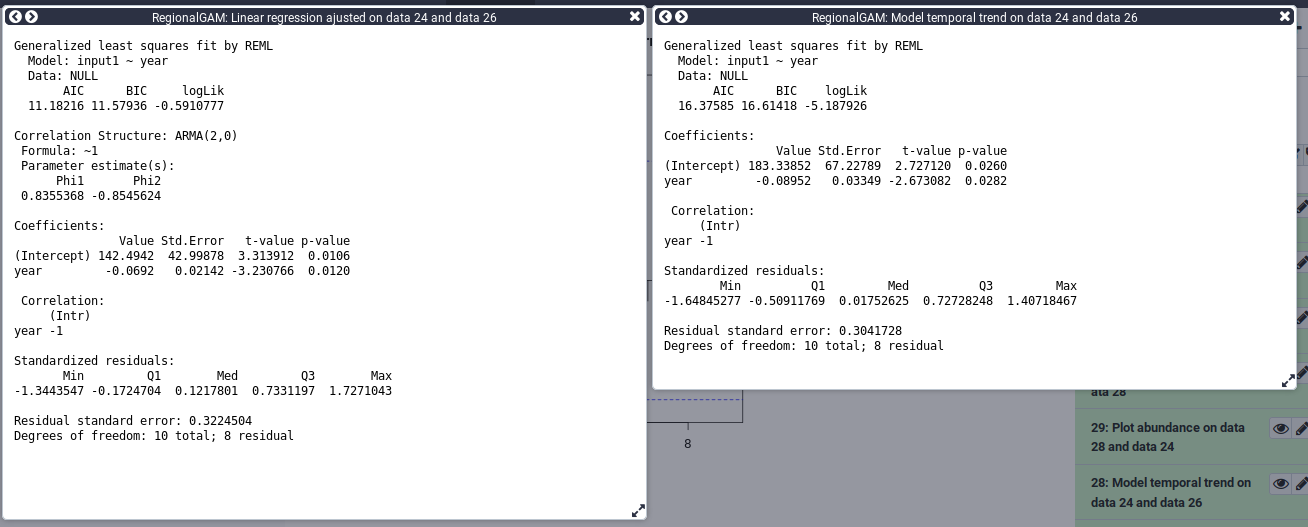 RegionalGAM: Linear regression ajusted on data 24 and data 26
Generalized least squares fit by REML
  Model: input1 ~ year
  Data: NULL
       AIC      BIC     logLik
  11.18216 11.57936 -0.5910777

Correlation Structure: ARMA(2,0)
 Formula: ~1
 Parameter estimate(s):
      Phi1       Phi2
 0.8355368 -0.8545624

Coefficients:
               Value Std.Error   t-value p-value
(Intercept) 142.4942  42.99878  3.313912  0.0106
year         -0.0692   0.02142 -3.230766  0.0120

 Correlation:
     (Intr)
year -1

Standardized residuals:
       Min         Q1        Med         Q3        Max
-1.3443547 -0.1724704  0.1217801  0.7331197  1.7271043

Residual standard error: 0.3224504
Degrees of freedom: 10 total; 8 residual
RegionalGAM: Model temporal trend on data 24 and data 26
Generalized least squares fit by REML
  Model: input1 ~ year
  Data: NULL
       AIC      BIC    logLik
  16.37585 16.61418 -5.187926

Coefficients:
                Value Std.Error   t-value p-value
(Intercept) 183.33852  67.22789  2.727120  0.0260
year         -0.08952   0.03349 -2.673082  0.0282

 Correlation:
     (Intr)
year -1

Standardized residuals:
        Min          Q1         Med          Q3         Max
-1.64845277 -0.50911769  0.01752625  0.72728248  1.40718467

Residual standard error: 0.3041728
Degrees of freedom: 10 total; 8 residual
8
ata 28
29: Plot abundance on data
28 and data 24
28: Model temporal trend on
data 24 and data 26